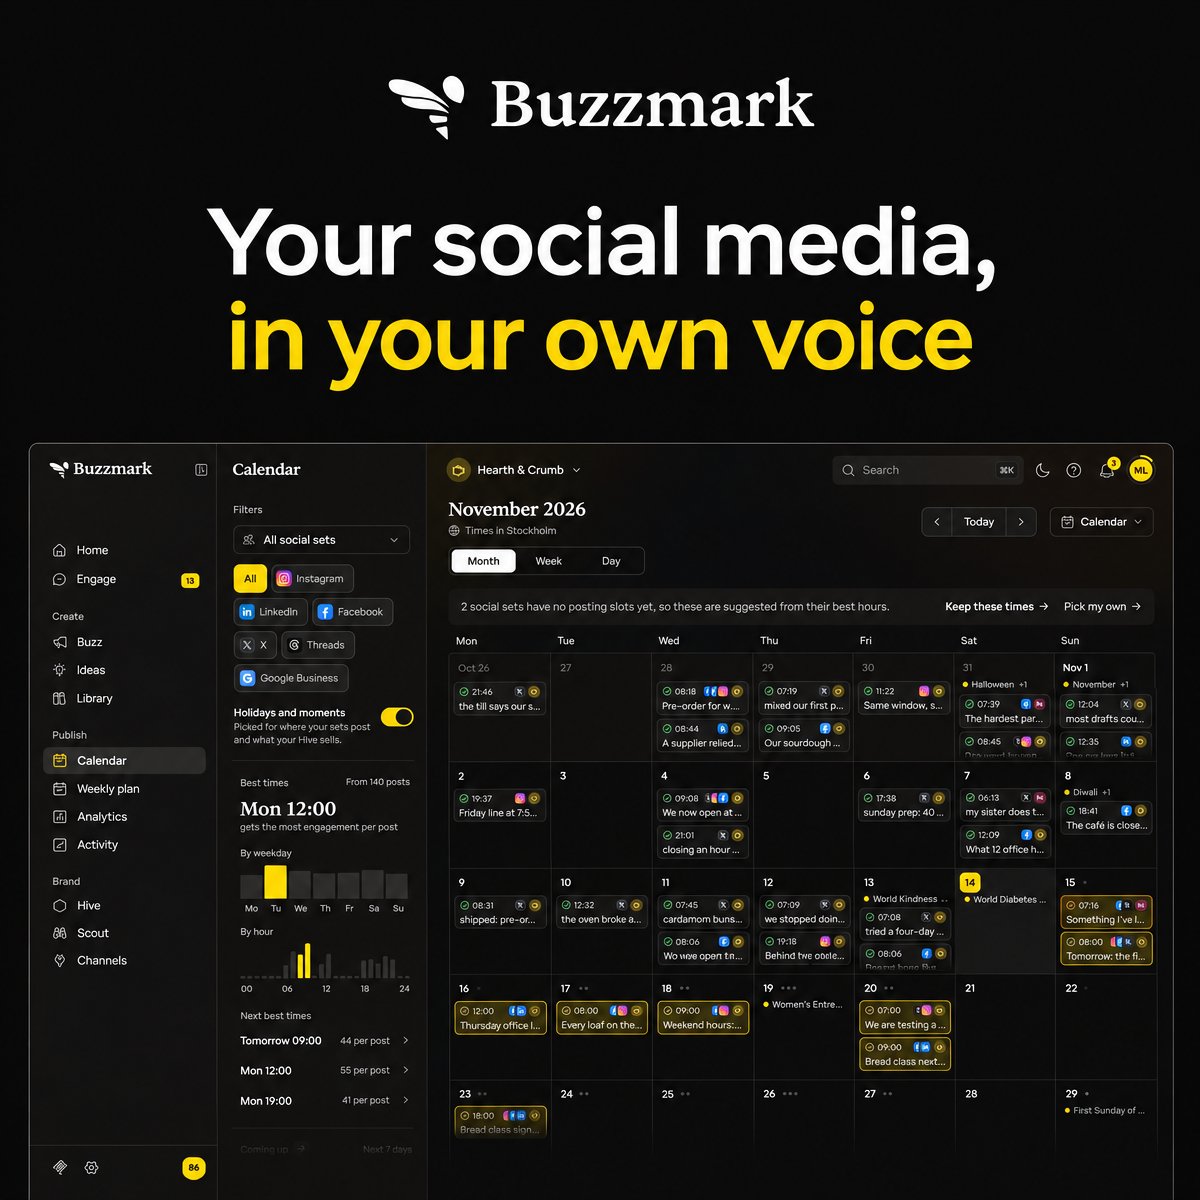 Buzzmark
Your social media,
in your own voice
Buzzmark
Home
Engage
13
Create
Buzz
Ideas
Library
Publish
Calendar
Weekly plan
Analytics
Activity
Brand
Hive
Scout
Channels
86
Calendar
Filters
All social sets
All
Instagram
LinkedIn
Facebook
X
Threads
Google Business
Holidays and moments
Picked for where your sets post
and what your Hive sells.
Best times
From 140 posts
Mon 12:00
gets the most engagement per post
By weekday
Mo Tu We Th Fr Sa Su
By hour
00 06 12 18 24
Next best times
Tomorrow 09:00 44 per post
Mon 12:00 55 per post
Mon 19:00 41 per post
Coming up Next 7 days
Hearth & Crumb
Search
⌘K
3
ML
November 2026
Times in Stockholm
Today
Calendar
Month Week Day
2 social sets have no posting slots yet, so these are suggested from their best hours.
Keep these times → Pick my own →
Mon Tue Wed Thu Fri Sat Sun
Oct 26
21:46
the till says our s...
27
28
08:18
Pre-order for w...
08:44
A supplier relied...
29
07:19
mixed our first p...
09:05
Our sourdough ...
30
11:22
Same window, s...
31
Halloween +1
07:39
The hardest par...
08:45
Nov 1
November +1
12:04
most drafts cou...
12:35
2
19:37
Friday line at 7:5...
3
4
09:08
We now open at ...
21:01
closing an hour ...
5
6
17:38
sunday prep: 40 ...
7
06:13
my sister does t...
12:09
What 12 office h...
8
Diwali +1
18:41
The café is close...
9
08:31
shipped: pre-or...
10
12:32
the oven broke a...
11
07:45
cardamom buns...
08:06
12
07:09
we stopped doin...
19:18
13
World Kindness ..
07:08
tried a four-day ...
08:06
14
World Diabetes ...
15
07:16
Something I've l...
08:00
Tomorrow: the fi...
16
12:00
Thursday office l...
17
08:00
Every loaf on the...
18
09:00
Weekend hours:...
19
Women's Entre...
20
07:00
We are testing a ...
09:00
Bread class next...
21
22
23
18:00
Bread class sign...
24
25
26
27
28
29
First Sunday of ...